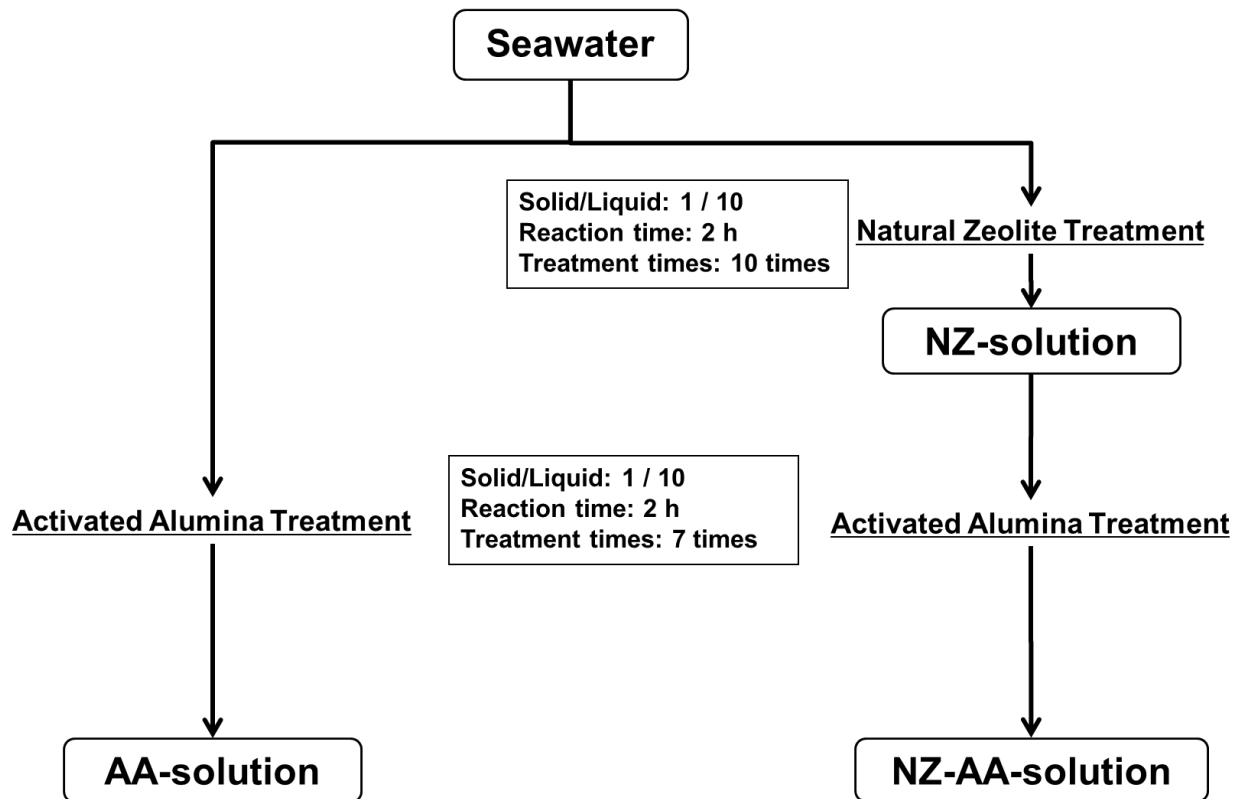 Seawater
Solid/Liquid: 1 / 10
Reaction time: 2 h
Treatment times: 10 times
Natural Zeolite Treatment
NZ-solution
Solid/Liquid: 1 / 10
Reaction time: 2 h
Treatment times: 7 times
Activated Alumina Treatment
Activated Alumina Treatment
AA-solution
NZ-AA-solution